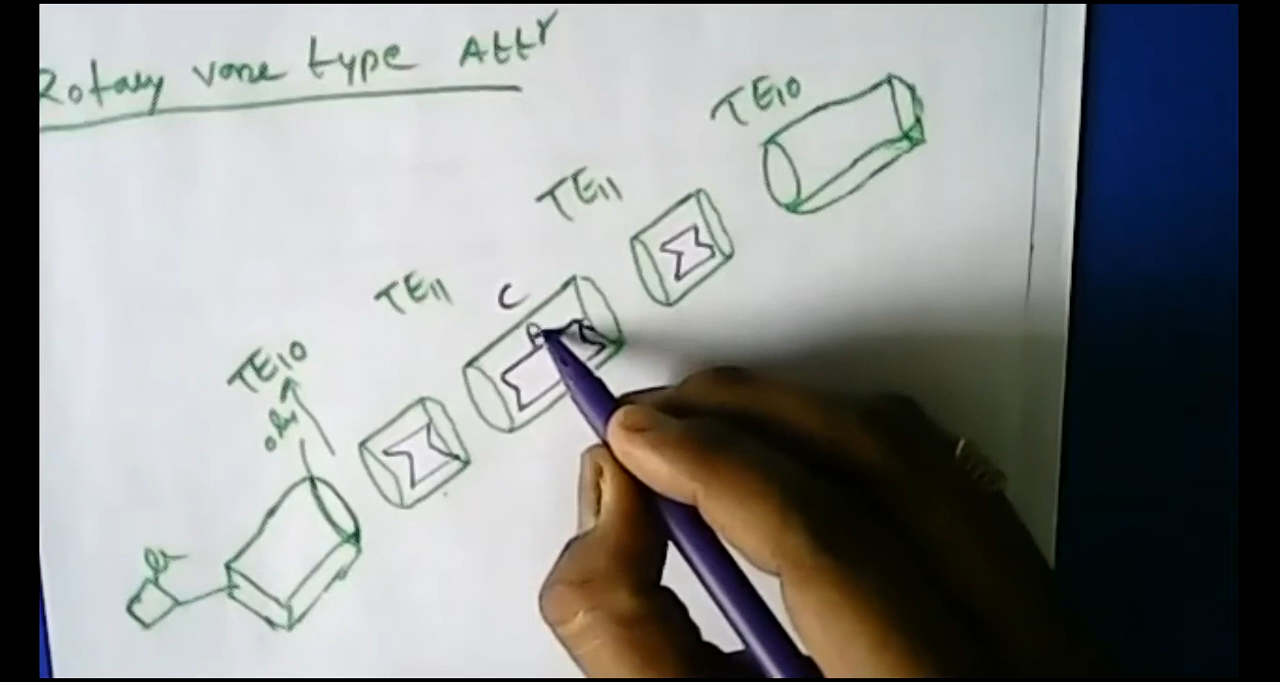 Rotary vane type Attr
TE10
TE11
TE11
C
TE10